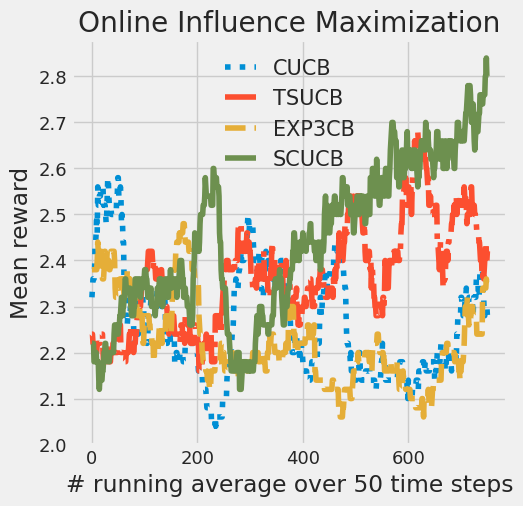 Online Influence Maximization
CUCB
TSUCB
EXP3CB
SCUCB
Mean reward
2.8
2.7
2.6
2.5
2.4
2.3
2.2
2.1
2.0
0 200 400 600
# running average over 50 time steps